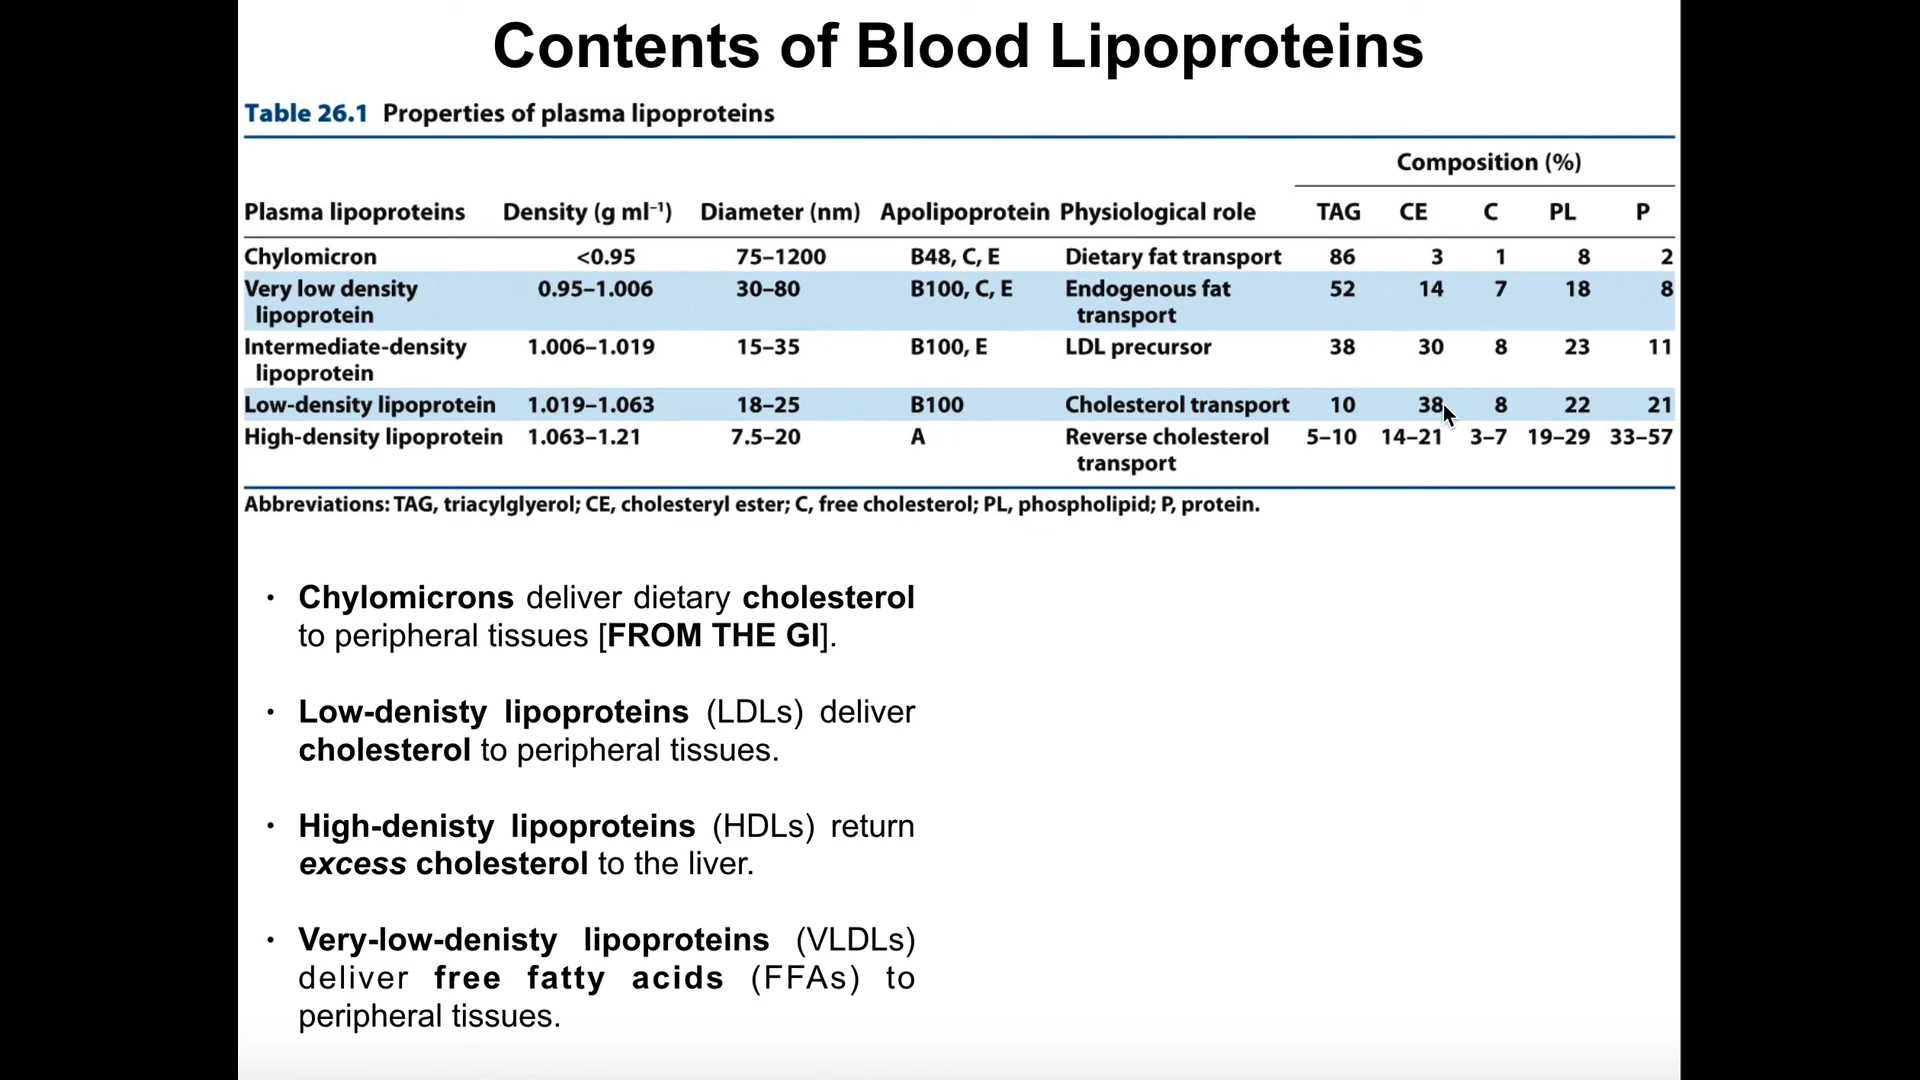 Contents of Blood Lipoproteins
Table 26.1 Properties of plasma lipoproteins
Composition (%)
Plasma lipoproteins Density (g ml⁻¹) Diameter (nm) Apolipoprotein Physiological role TAG CE C PL P
Chylomicron <0.95 75–1200 B48, C, E Dietary fat transport 86 3 1 8 2
Very low density 0.95–1.006 30–80 B100, C, E Endogenous fat 52 14 7 18 8
lipoprotein transport
Intermediate-density 1.006–1.019 15–35 B100, E LDL precursor 38 30 8 23 11
lipoprotein
Low-density lipoprotein 1.019–1.063 18–25 B100 Cholesterol transport 10 38 8 22 21
High-density lipoprotein 1.063–1.21 7.5–20 A Reverse cholesterol 5–10 14–21 3–7 19–29 33–57
transport
Abbreviations: TAG, triacylglyerol; CE, cholesteryl ester; C, free cholesterol; PL, phospholipid; P, protein.
• Chylomicrons deliver dietary cholesterol
to peripheral tissues [FROM THE GI].
• Low-denisty lipoproteins (LDLs) deliver
cholesterol to peripheral tissues.
• High-denisty lipoproteins (HDLs) return
excess cholesterol to the liver.
• Very-low-denisty lipoproteins (VLDLs)
deliver free fatty acids (FFAs) to
peripheral tissues.